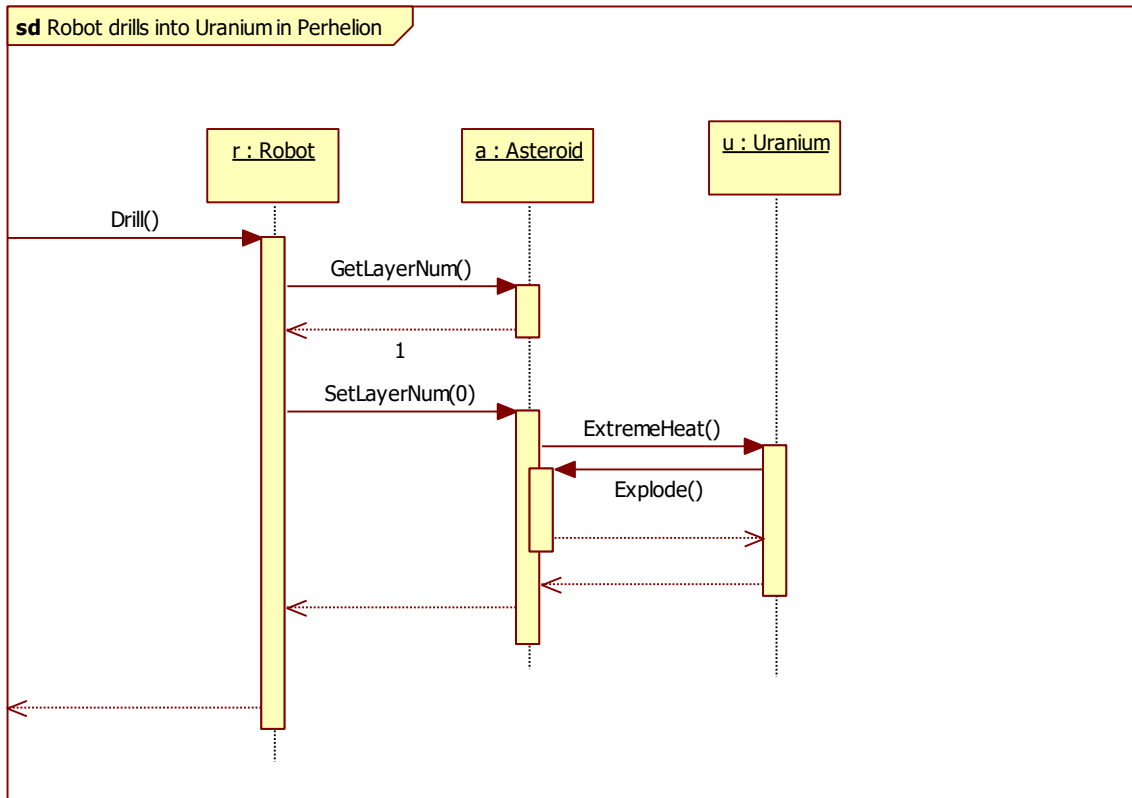 sd Robot drills into Uranium in Perhelion
r : Robot
a : Asteroid
u : Uranium
Drill()
GetLayerNum()
1
SetLayerNum(0)
ExtremeHeat()
Explode()